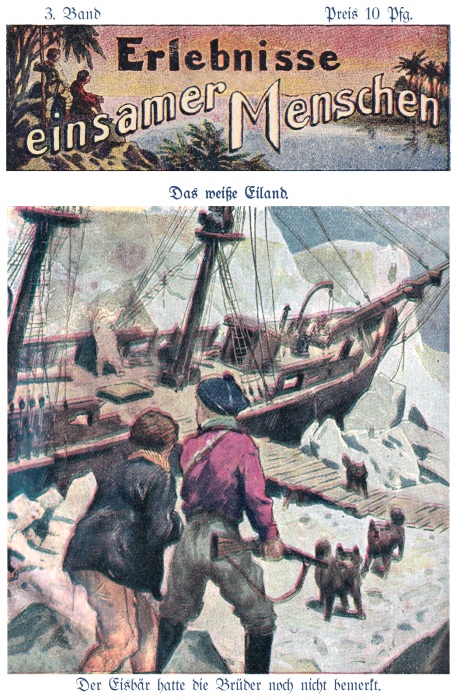 3. Band
Preis 10 Pfg.
Erlebnisse
einsamer Menschen
Das weiße Eiland.
Der Eisbär hatte die Brüder noch nicht bemerkt.